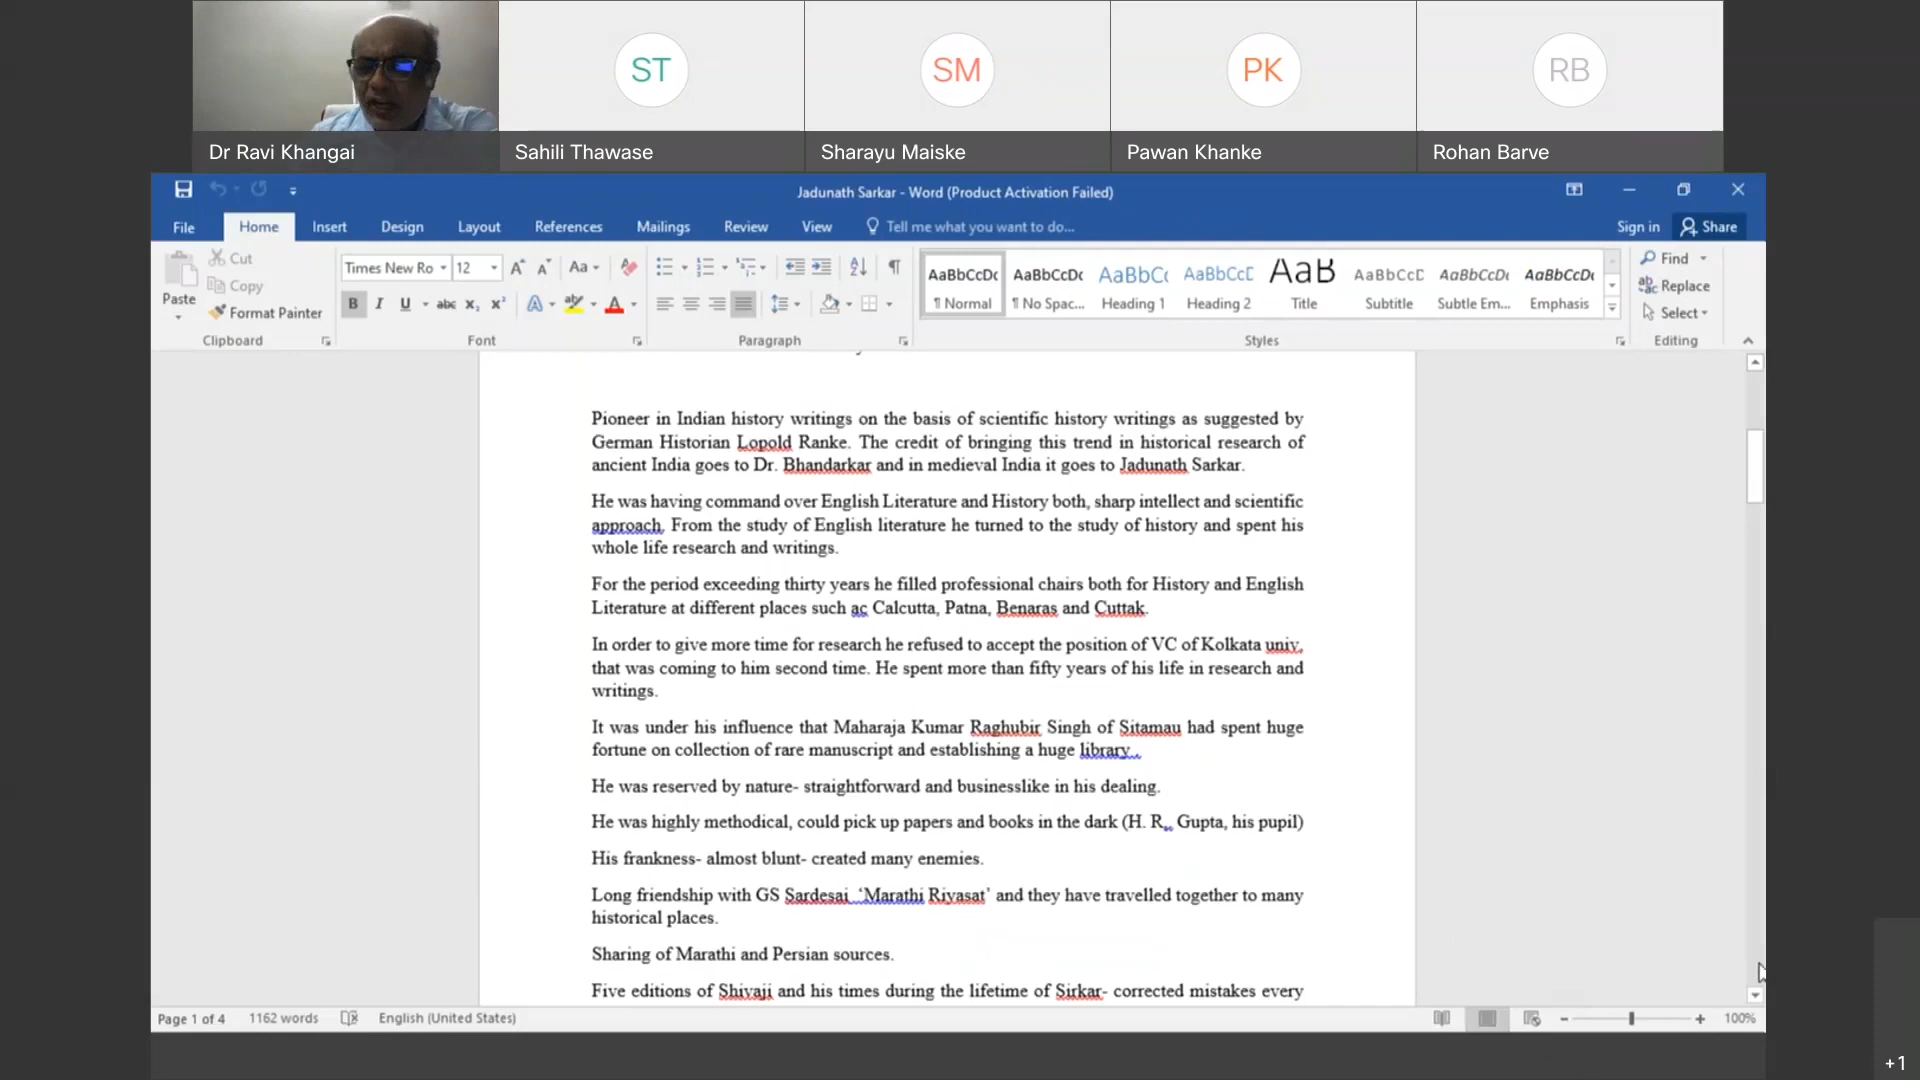 ST
SM
PK
RB
Dr Ravi Khangai
Sahili Thawase
Sharayu Maiske
Pawan Khanke
Rohan Barve
Jadunath Sarkar - Word (Product Activation Failed)
File
Home
Insert
Design
Layout
References
Mailings
Review
View
Tell me what you want to do...
Sign in
Share
Paste
Cut
Copy
Format Painter
Clipboard
Times New Ro
12
Font
Paragraph
AaBbCcDc
¶ Normal
AaBbCcDc
¶ No Spac...
AaBbCc
Heading 1
AaBbCcD
Heading 2
AaB
Title
AaBbCcD
Subtitle
AaBbCcDc
Subtle Em...
AaBbCcDc
Emphasis
Styles
Find
Replace
Select
Editing
Pioneer in Indian history writings on the basis of scientific history writings as suggested by
German Historian Lopold Ranke. The credit of bringing this trend in historical research of
ancient India goes to Dr. Bhandarkar and in medieval India it goes to Jadunath Sarkar.
He was having command over English Literature and History both, sharp intellect and scientific
approach. From the study of English literature he turned to the study of history and spent his
whole life research and writings.
For the period exceeding thirty years he filled professional chairs both for History and English
Literature at different places such ac Calcutta, Patna, Benaras and Cuttak.
In order to give more time for research he refused to accept the position of VC of Kolkata univ.
that was coming to him second time. He spent more than fifty years of his life in research and
writings.
It was under his influence that Maharaja Kumar Raghubir Singh of Sitamau had spent huge
fortune on collection of rare manuscript and establishing a huge library..
He was reserved by nature- straightforward and businesslike in his dealing.
He was highly methodical, could pick up papers and books in the dark (H. R.. Gupta, his pupil)
His frankness- almost blunt- created many enemies.
Long friendship with GS Sardesai ‘Marathi Riyasat’ and they have travelled together to many
historical places.
Sharing of Marathi and Persian sources.
Five editions of Shivaji and his times during the lifetime of Sirkar- corrected mistakes every
Page 1 of 4
1162 words
English (United States)
100%
+1